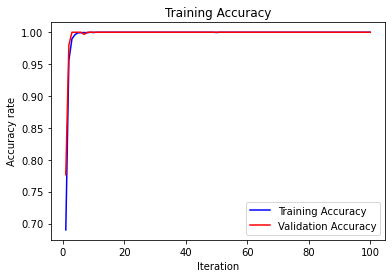 Training Accuracy
Accuracy rate
1.00
0.95
0.90
0.85
0.80
0.75
0.70
Training Accuracy
Validation Accuracy
0 20 40 60 80 100
Iteration